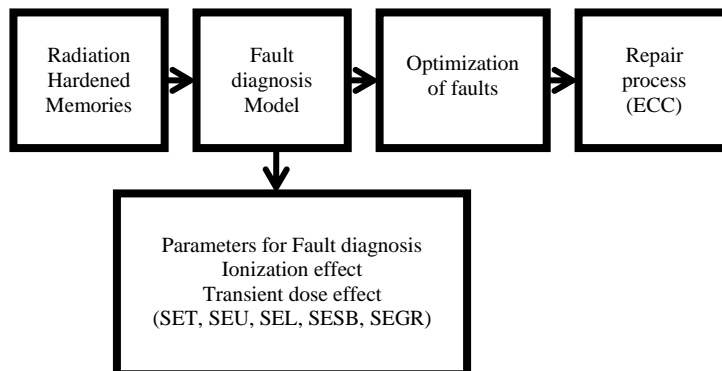 Radiation
Hardened
Memories
Fault
diagnosis
Model
Optimization
of faults
Repair
process
(ECC)
Parameters for Fault diagnosis
Ionization effect
Transient dose effect
(SET, SEU, SEL, SESB, SEGR)